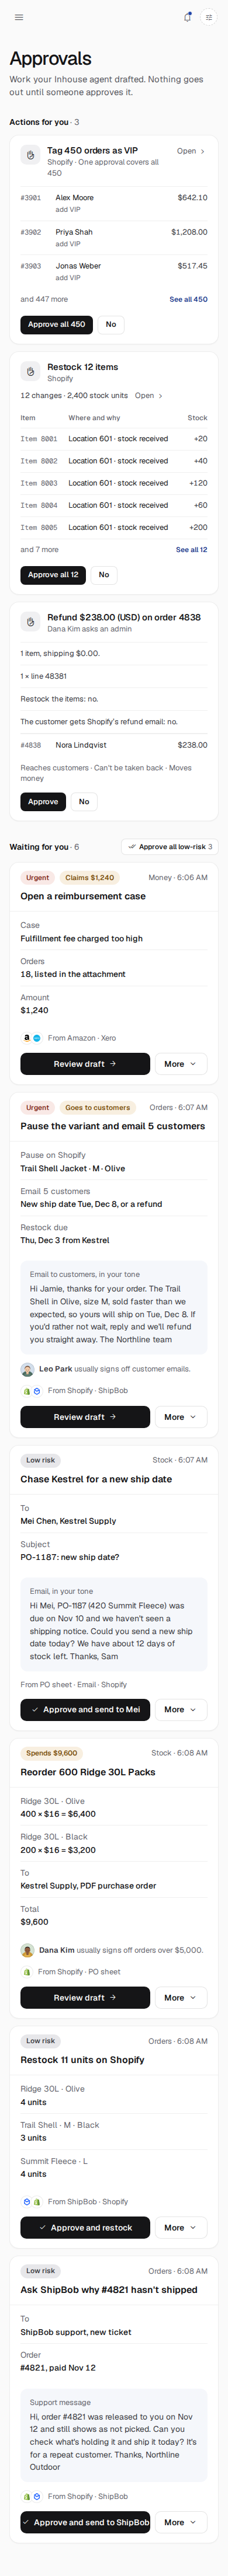 Approvals
Work your Inhouse agent drafted. Nothing goes
out until someone approves it.
Actions for you · 3
Tag 450 orders as VIP
Open
Shopify · One approval covers all
450
#3901 Alex Moore $642.10
add VIP
#3902 Priya Shah $1,208.00
add VIP
#3903 Jonas Weber $517.45
add VIP
and 447 more See all 450
Approve all 450 No
Restock 12 items
Shopify
12 changes · 2,400 stock units Open
Item Where and why Stock
Item 8001 Location 601 · stock received +20
Item 8002 Location 601 · stock received +40
Item 8003 Location 601 · stock received +120
Item 8004 Location 601 · stock received +60
Item 8005 Location 601 · stock received +200
and 7 more See all 12
Approve all 12 No
Refund $238.00 (USD) on order 4838
Dana Kim asks an admin
1 item, shipping $0.00.
1 × line 48381
Restock the items: no.
The customer gets Shopify's refund email: no.
#4838 Nora Lindqvist $238.00
Reaches customers · Can't be taken back · Moves
money
Approve No
Waiting for you · 6 Approve all low-risk 3
Urgent Claims $1,240 Money · 6:06 AM
Open a reimbursement case
Case
Fulfillment fee charged too high
Orders
18, listed in the attachment
Amount
$1,240
From Amazon · Xero
Review draft More
Urgent Goes to customers Orders · 6:07 AM
Pause the variant and email 5 customers
Pause on Shopify
Trail Shell Jacket · M · Olive
Email 5 customers
New ship date Tue, Dec 8, or a refund
Restock due
Thu, Dec 3 from Kestrel
Email to customers, in your tone
Hi Jamie, thanks for your order. The Trail
Shell in Olive, size M, sold faster than we
expected, so yours will ship on Tue, Dec 8. If
you'd rather not wait, reply and we'll refund
you straight away. The Northline team
Leo Park usually signs off customer emails.
From Shopify · ShipBob
Review draft More
Low risk Stock · 6:07 AM
Chase Kestrel for a new ship date
To
Mei Chen, Kestrel Supply
Subject
PO-1187: new ship date?
Email, in your tone
Hi Mei, PO-1187 (420 Summit Fleece) was
due on Nov 10 and we haven't seen a
shipping notice. Could you send a new ship
date today? We have about 12 days of
stock left. Thanks, Sam
From PO sheet · Email · Shopify
Approve and send to Mei More
Spends $9,600 Stock · 6:08 AM
Reorder 600 Ridge 30L Packs
Ridge 30L · Olive
400 × $16 = $6,400
Ridge 30L · Black
200 × $16 = $3,200
To
Kestrel Supply, PDF purchase order
Total
$9,600
Dana Kim usually signs off orders over $5,000.
From Shopify · PO sheet
Review draft More
Low risk Orders · 6:08 AM
Restock 11 units on Shopify
Ridge 30L · Olive
4 units
Trail Shell · M · Black
3 units
Summit Fleece · L
4 units
From ShipBob · Shopify
Approve and restock More
Low risk Orders · 6:08 AM
Ask ShipBob why #4821 hasn't shipped
To
ShipBob support, new ticket
Order
#4821, paid Nov 12
Support message
Hi, order #4821 was released to you on Nov
12 and still shows as not picked. Can you
check what's holding it and ship it today? It's
for a repeat customer. Thanks, Northline
Outdoor
From Shopify · ShipBob
Approve and send to ShipBob More